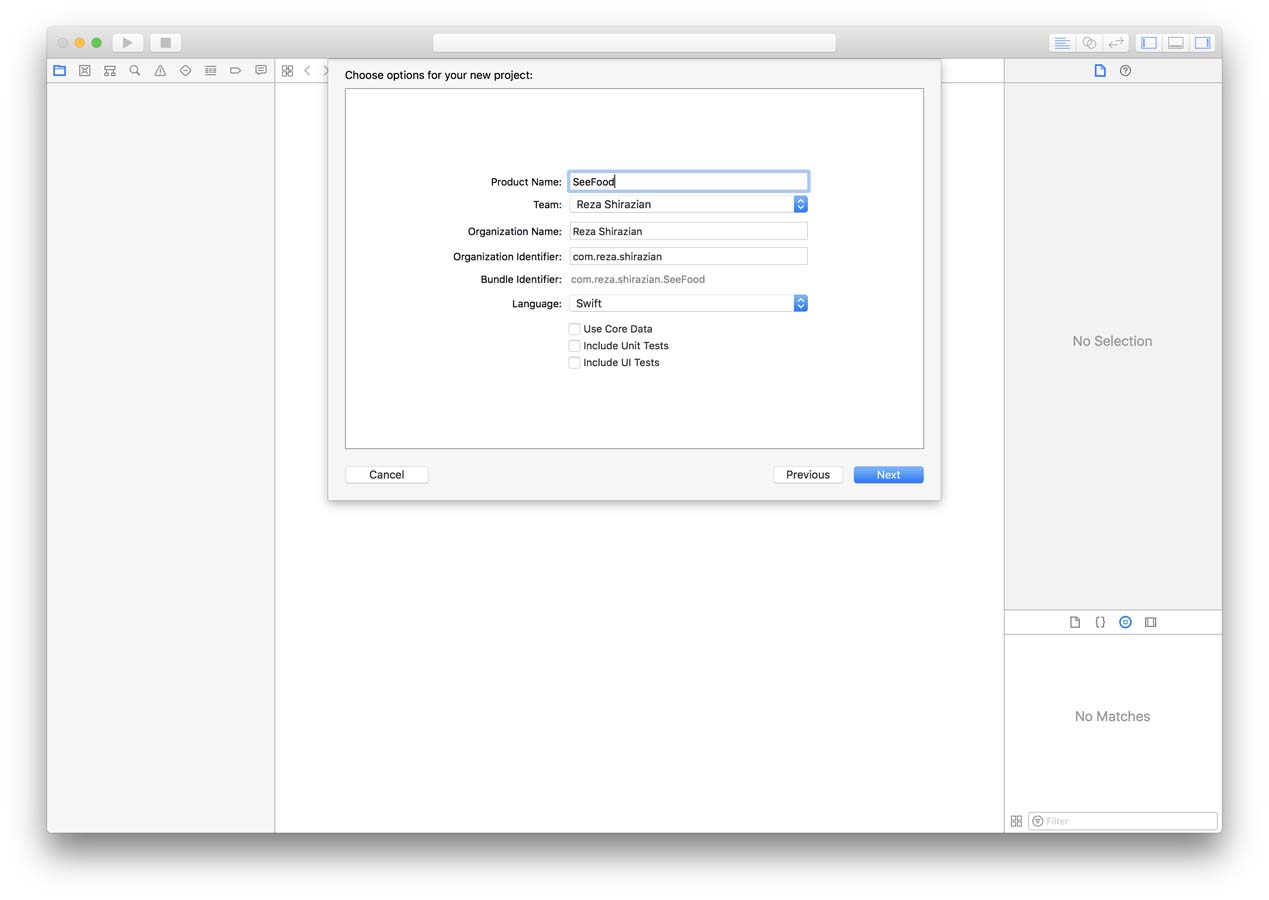 Choose options for your new project:
Product Name: SeeFood
Team: Reza Shirazian
Organization Name: Reza Shirazian
Organization Identifier: com.reza.shirazian
Bundle Identifier: com.reza.shirazian.SeeFood
Language: Swift
Use Core Data
Include Unit Tests
Include UI Tests
Cancel Previous Next
No Selection
No Matches
Filter